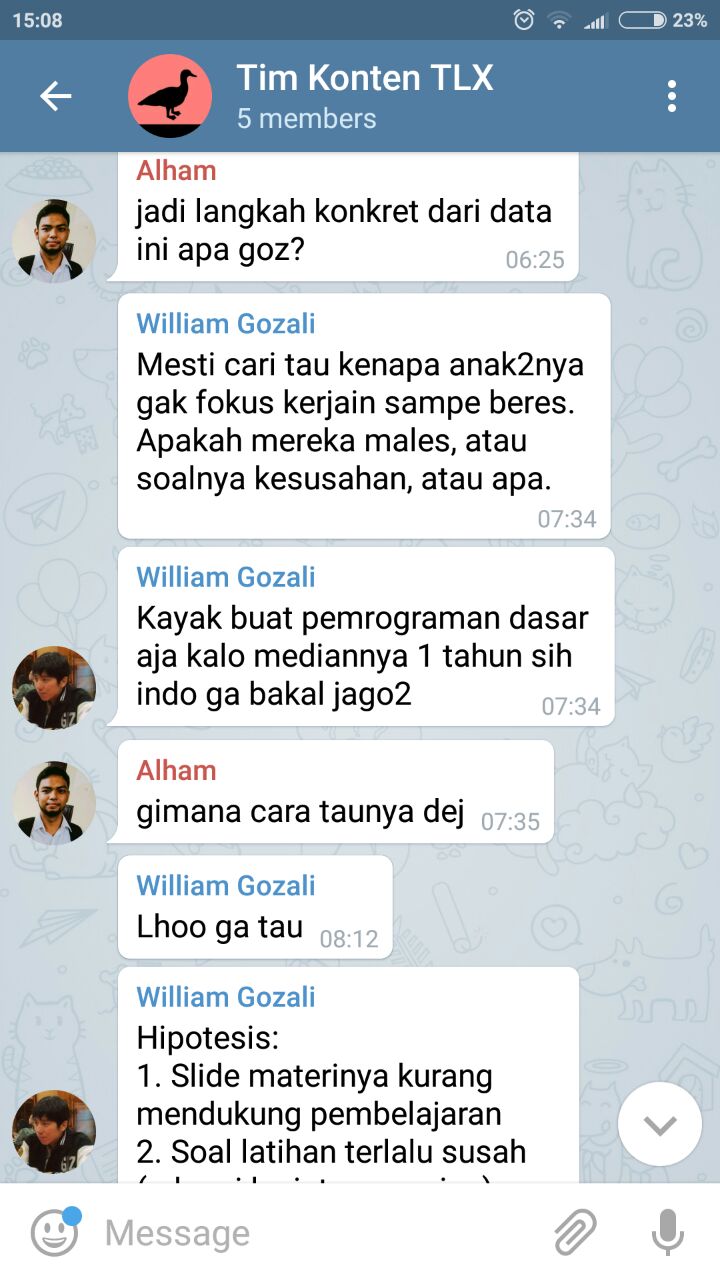 15:08
23%
Tim Konten TLX
5 members
Alham
jadi langkah konkret dari data
ini apa goz?
06:25
William Gozali
Mesti cari tau kenapa anak2nya
gak fokus kerjain sampe beres.
Apakah mereka males, atau
soalnya kesusahan, atau apa.
07:34
William Gozali
Kayak buat pemrograman dasar
aja kalo mediannya 1 tahun sih
indo ga bakal jago2
07:34
Alham
gimana cara taunya dej
07:35
William Gozali
Lhoo ga tau
08:12
William Gozali
Hipotesis:
1. Slide materinya kurang
mendukung pembelajaran
2. Soal latihan terlalu susah
Message